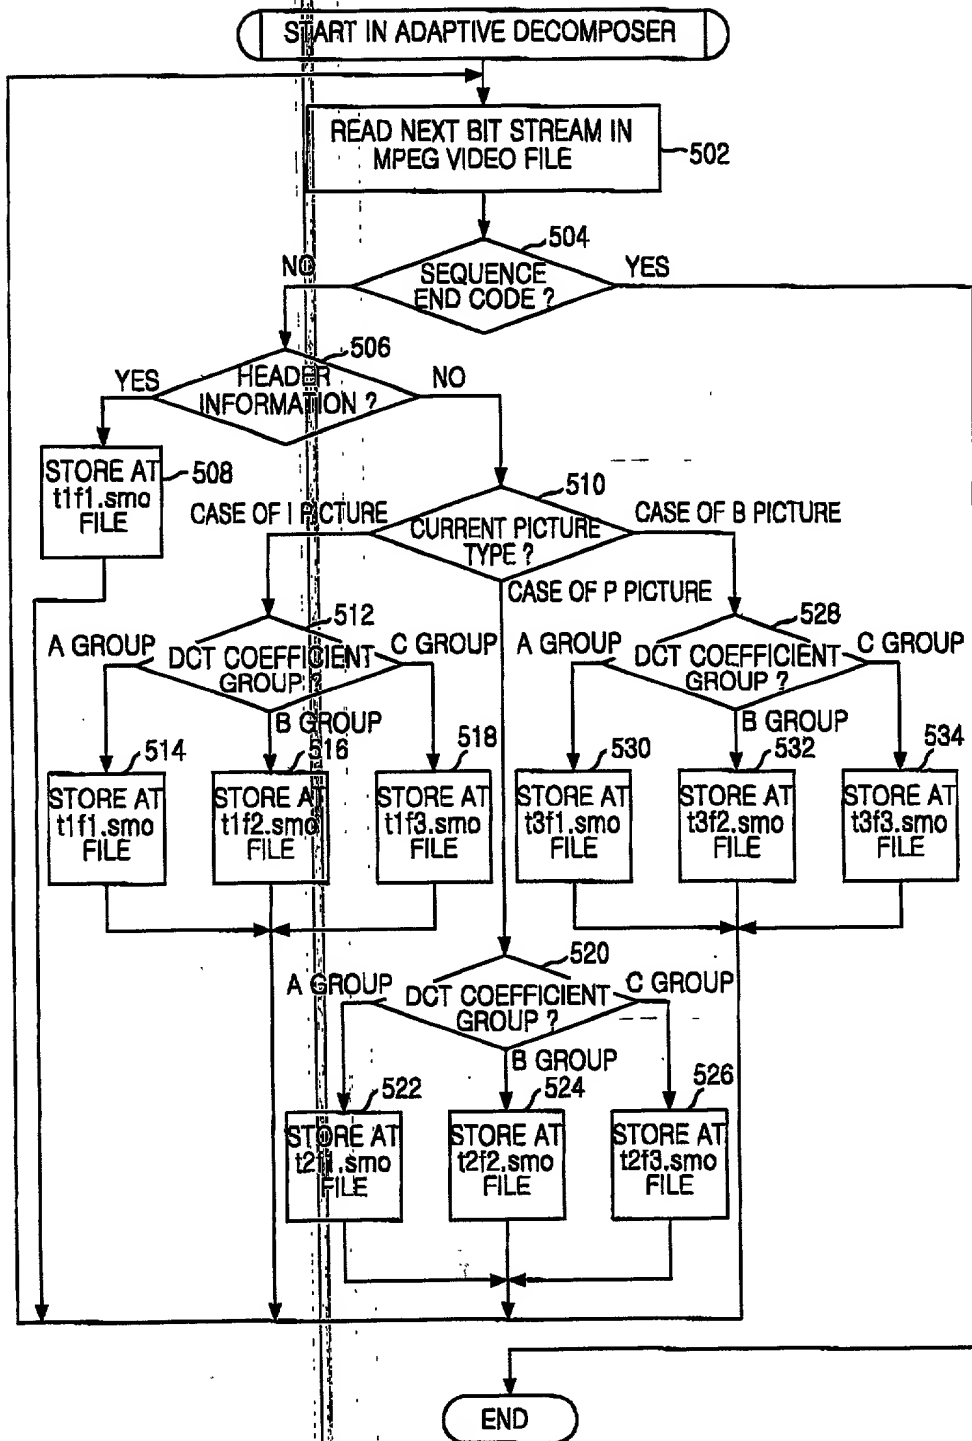 START IN ADAPTIVE DECOMPOSER
READ NEXT BIT STREAM IN
MPEG VIDEO FILE
502
504
NO
SEQUENCE
END CODE ?
YES
506
YES
HEADER
INFORMATION ?
NO
STORE AT
t1f1.smo
FILE
508
510
CASE OF I PICTURE
CURRENT PICTURE
TYPE ?
CASE OF B PICTURE
CASE OF P PICTURE
512
A GROUP
DCT COEFFICIENT
GROUP ?
C GROUP
B GROUP
528
A GROUP
DCT COEFFICIENT
GROUP ?
C GROUP
B GROUP
514
STORE AT
t1f1.smo
FILE
516
STORE AT
t1f2.smo
FILE
518
STORE AT
t1f3.smo
FILE
530
STORE AT
t3f1.smo
FILE
532
STORE AT
t3f2.smo
FILE
534
STORE AT
t3f3.smo
FILE
520
A GROUP
DCT COEFFICIENT
GROUP ?
C GROUP
B GROUP
522
STORE AT
t2f1.smo
FILE
524
STORE AT
t2f2.smo
FILE
526
STORE AT
t2f3.smo
FILE
END